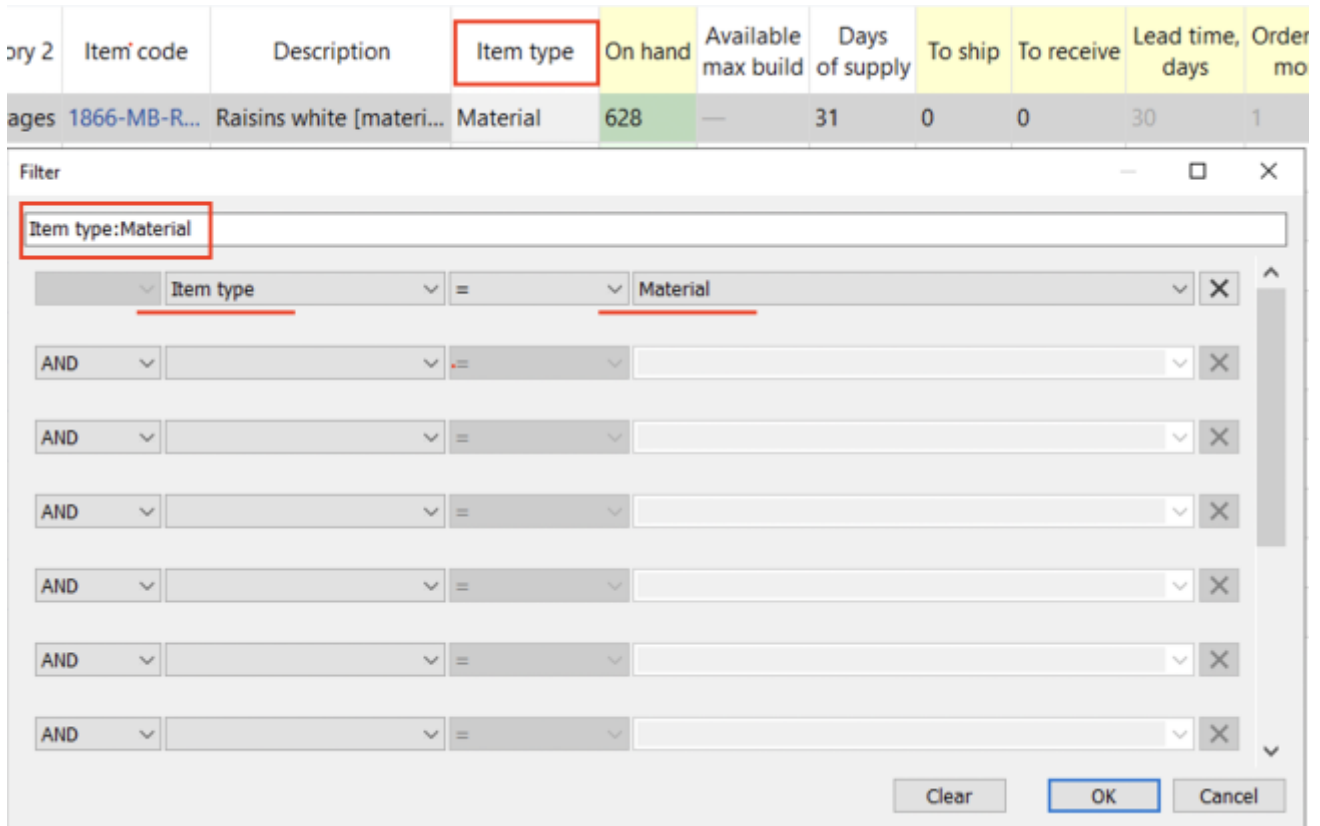 ory 2 Item code Description Item type On hand Available max build Days of supply To ship To receive Lead time, days Order mo
ages 1866-MB-R... Raisins white [materi... Material 628 — 31 0 0 30 1
Filter
Item type:Material
Item type = Material
AND =
AND =
AND =
AND =
AND =
AND =
Clear OK Cancel